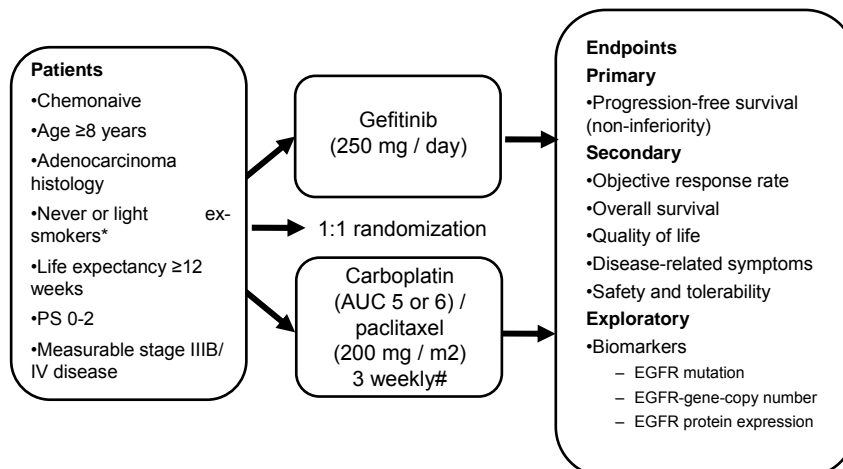 Patients
•Chemonaive
•Age ≥8 years
•Adenocarcinoma
histology
•Never or light ex-
smokers*
•Life expectancy ≥12
weeks
•PS 0-2
•Measurable stage IIIB/
IV disease
Gefitinib
(250 mg / day)
1:1 randomization
Carboplatin
(AUC 5 or 6) /
paclitaxel
(200 mg / m2)
3 weekly#
Endpoints
Primary
•Progression-free survival
(non-inferiority)
Secondary
•Objective response rate
•Overall survival
•Quality of life
•Disease-related symptoms
•Safety and tolerability
Exploratory
•Biomarkers
– EGFR mutation
– EGFR-gene-copy number
– EGFR protein expression